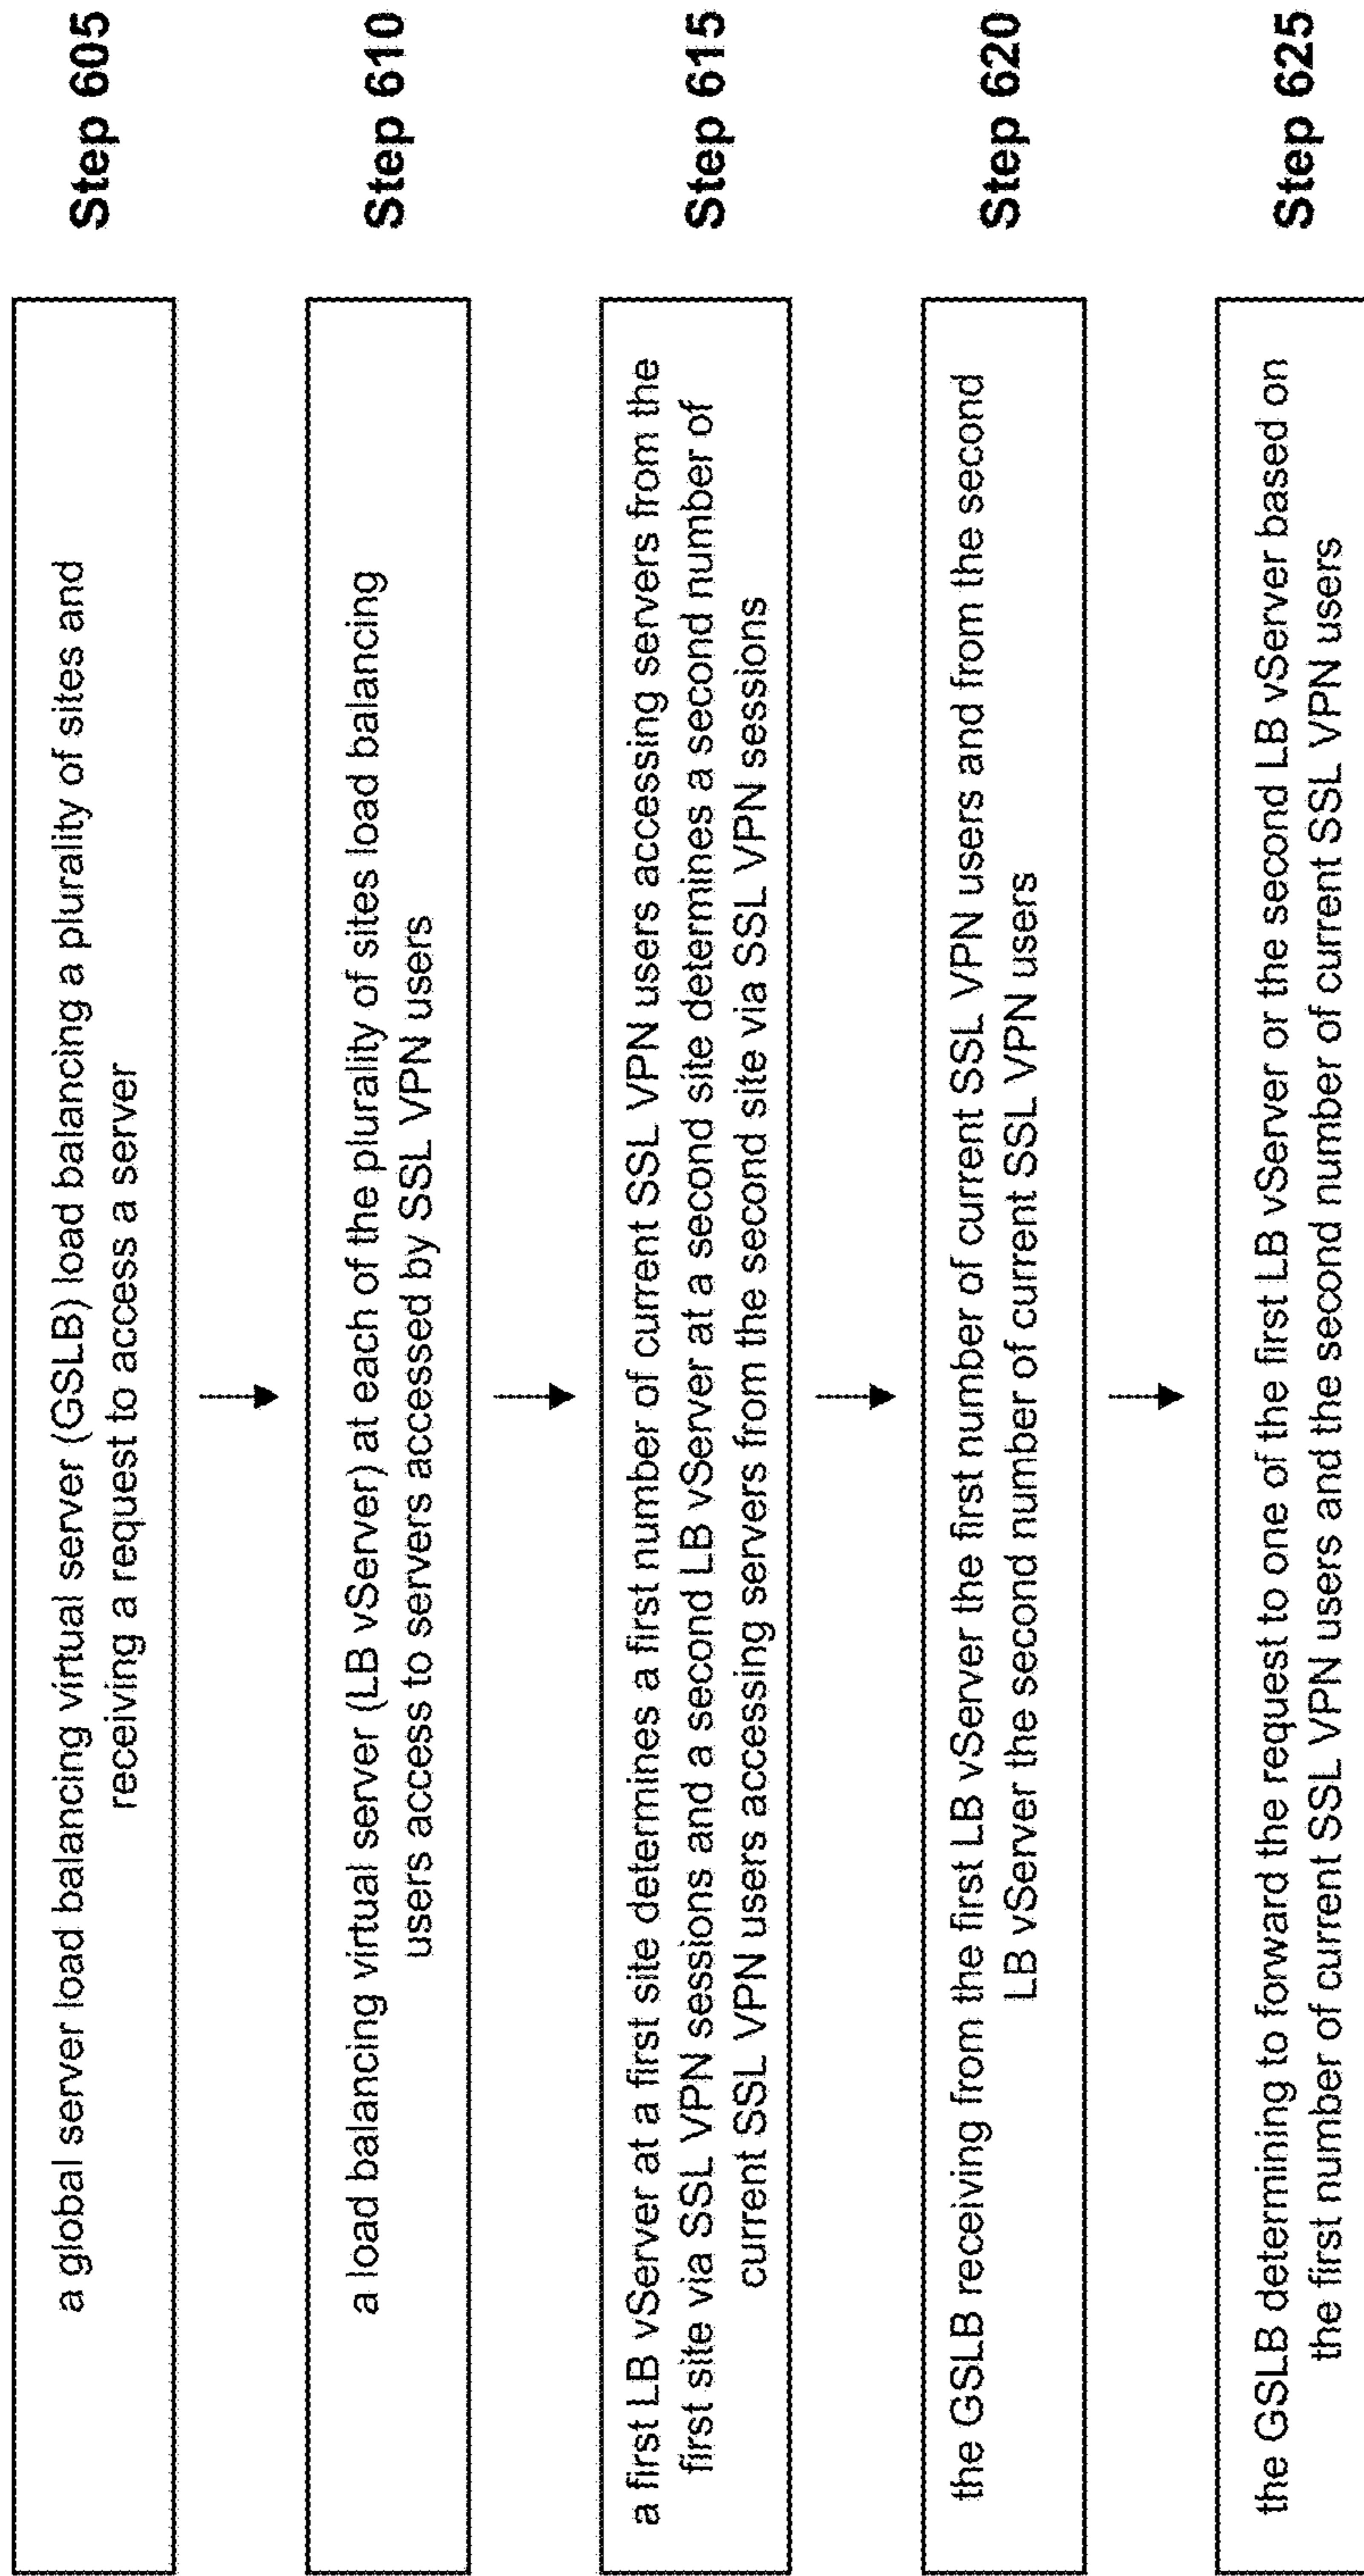 a global server load balancing virtual server (GSLB) load balancing a plurality of sites and
receiving a request to access a server
Step 605
a load balancing virtual server (LB vServer) at each of the plurality of sites load balancing
users access to servers accessed by SSL VPN users
Step 610
a first LB vServer at a first site determines a first number of current SSL VPN users accessing servers from the
first site via SSL VPN sessions and a second LB vServer at a second site determines a second number of
current SSL VPN users accessing servers from the second site via SSL VPN sessions
Step 615
the GSLB receiving from the first LB vServer the first number of current SSL VPN users and from the second
LB vServer the second number of current SSL VPN users
Step 620
the GSLB determining to forward the request to one of the first LB vServer or the second LB vServer based on
the first number of current SSL VPN users and the second number of current SSL VPN users
Step 625